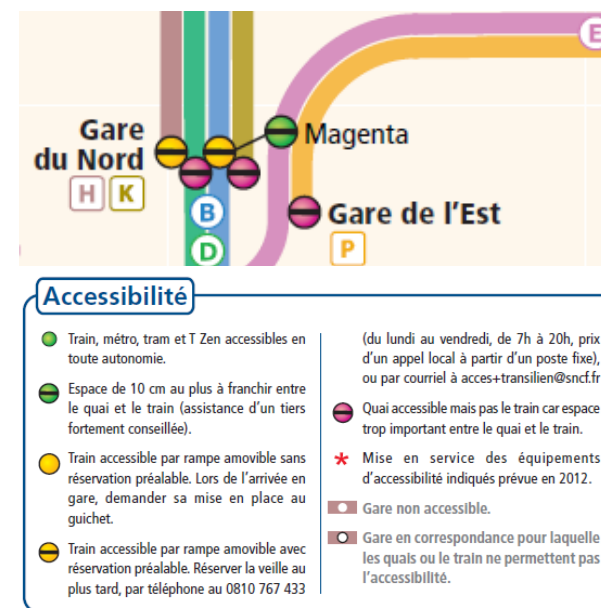 E
Gare
du Nord
Magenta
H K
B
Gare de l'Est
D
P
Accessibilité
Train, métro, tram et T Zen accessibles en
toute autonomie.
Espace de 10 cm au plus à franchir entre
le quai et le train (assistance d'un tiers
fortement conseillée).
Train accessible par rampe amovible sans
réservation préalable. Lors de l'arrivée en
gare, demander sa mise en place au
guichet.
Train accessible par rampe amovible avec
réservation préalable. Réserver la veille au
plus tard, par téléphone au 0810 767 433
(du lundi au vendredi, de 7h à 20h, prix
d'un appel local à partir d'un poste fixe),
ou par courriel à acces+transilien@sncf.fr
Quai accessible mais pas le train car espace
trop important entre le quai et le train.
* Mise en service des équipements
d'accessibilité indiqués prévue en 2012.
Gare non accessible.
Gare en correspondance pour laquelle
les quais ou le train ne permettent pas
l'accessibilité.